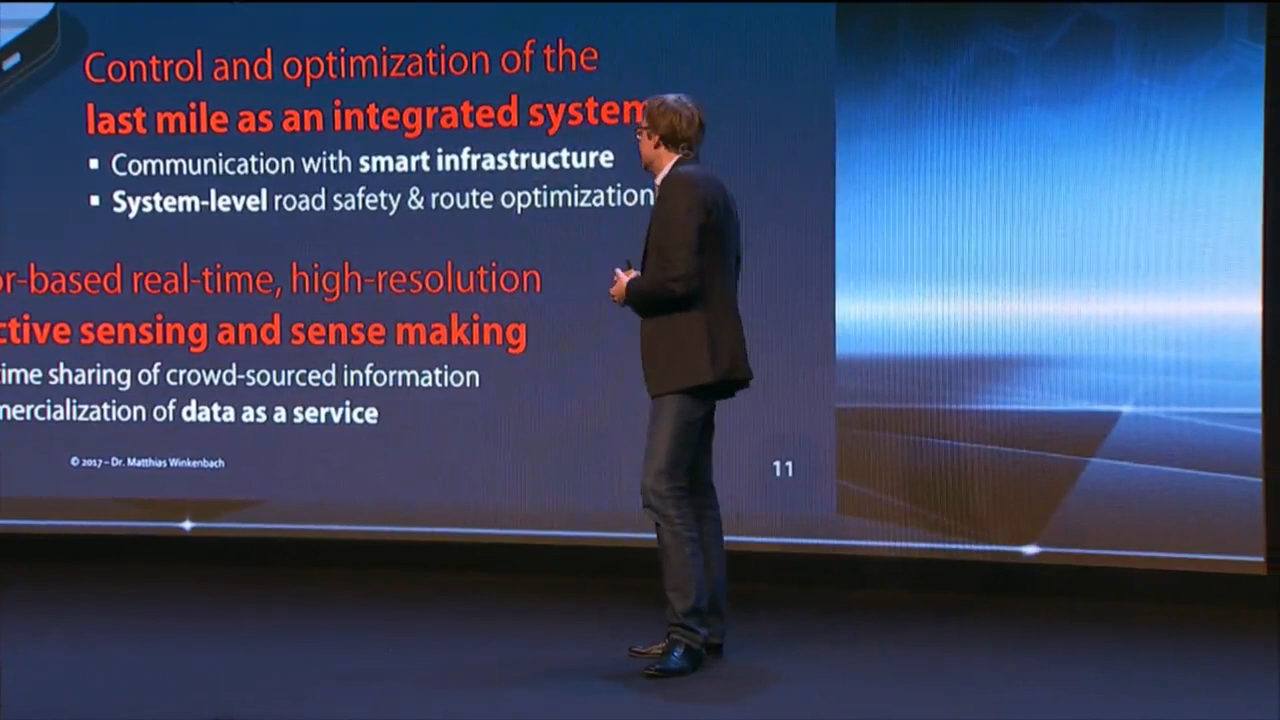 Control and optimization of the
last mile as an integrated system
▪ Communication with smart infrastructure
▪ System-level road safety & route optimization
r-based real-time, high-resolution
ctive sensing and sense making
ime sharing of crowd-sourced information
mercialization of data as a service
© 2017 – Dr. Matthias Winkenbach
11